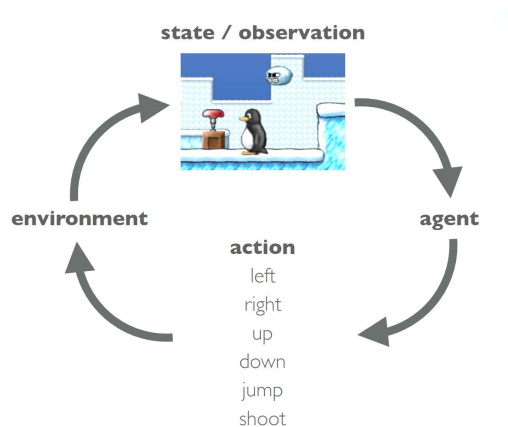 state / observation
environment
agent
action
left
right
up
down
jump
shoot